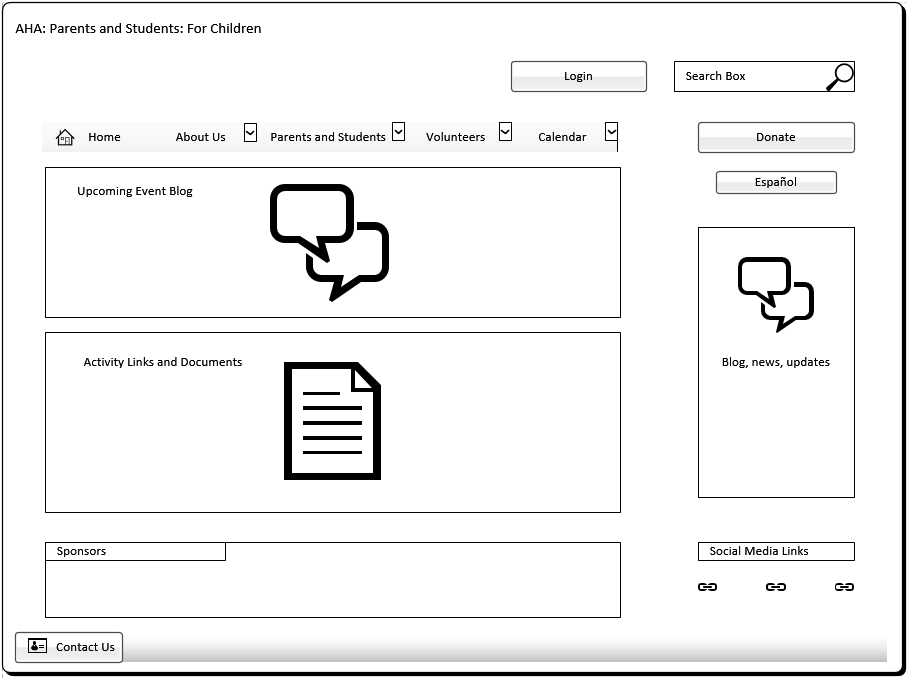 AHA: Parents and Students: For Children
Login
Search Box
Home
About Us
Parents and Students
Volunteers
Calendar
Donate
Español
Upcoming Event Blog
Blog, news, updates
Activity Links and Documents
Sponsors
Social Media Links
Contact Us